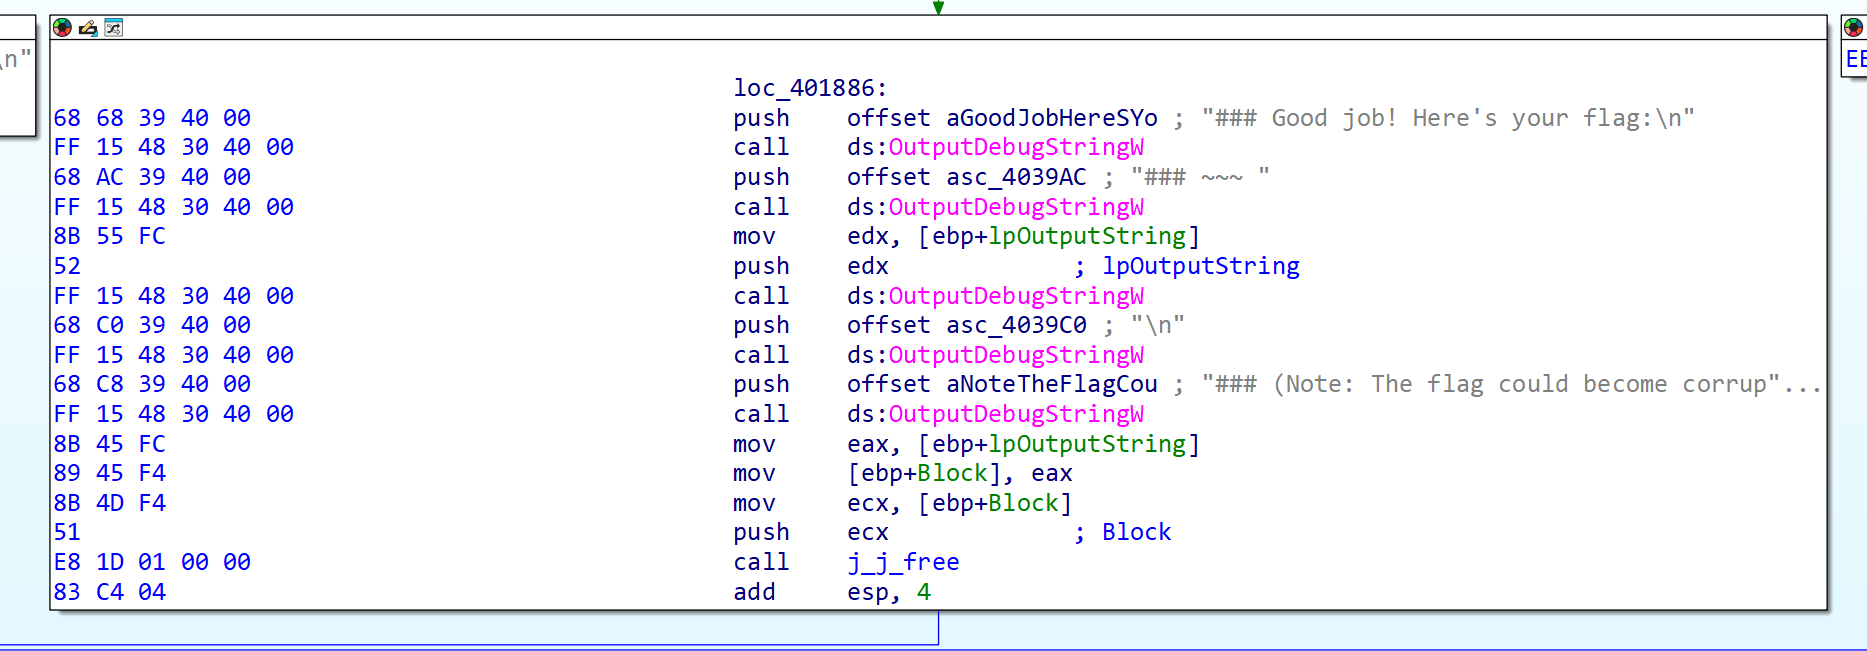 \n"
EE
loc_401886:
68 68 39 40 00 push offset aGoodJobHereSYo ; "### Good job! Here's your flag:\n"
FF 15 48 30 40 00 call ds:OutputDebugStringW
68 AC 39 40 00 push offset asc_4039AC ; "### ~~~ "
FF 15 48 30 40 00 call ds:OutputDebugStringW
8B 55 FC mov edx, [ebp+lpOutputString]
52 push edx ; lpOutputString
FF 15 48 30 40 00 call ds:OutputDebugStringW
68 C0 39 40 00 push offset asc_4039C0 ; "\n"
FF 15 48 30 40 00 call ds:OutputDebugStringW
68 C8 39 40 00 push offset aNoteTheFlagCou ; "### (Note: The flag could become corrup"...
FF 15 48 30 40 00 call ds:OutputDebugStringW
8B 45 FC mov eax, [ebp+lpOutputString]
89 45 F4 mov [ebp+Block], eax
8B 4D F4 mov ecx, [ebp+Block]
51 push ecx ; Block
E8 1D 01 00 00 call j_j_free
83 C4 04 add esp, 4